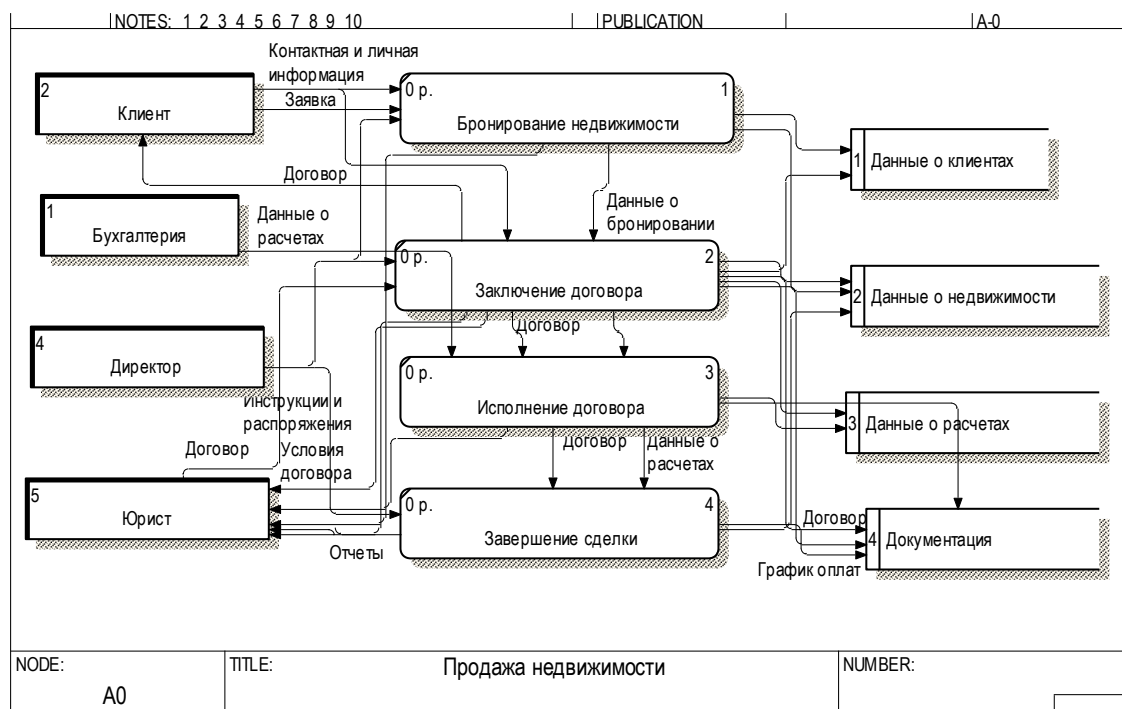 NOTES: 1 2 3 4 5 6 7 8 9 10
PUBLICATION
A-0
Контактная и личная
информация
Заявка
2
Клиент
0 р.
1
Бронирование недвижимости
1
Данные о клиентах
Договор
1
Бухгалтерия
Данные о
расчетах
Данные о
бронировании
0 р.
2
Заключение договора
2
Данные о недвижимости
Договор
4
Директор
0 р.
3
Исполнение договора
Инструкции и
распоряжения
3
Данные о расчетах
Договор
Условия
договора
Договор
Данные о
расчетах
5
Юрист
0 р.
4
Завершение сделки
Отчеты
Договор
4
Документация
График оплат
NODE:
A0
TITLE:
Продажа недвижимости
NUMBER: